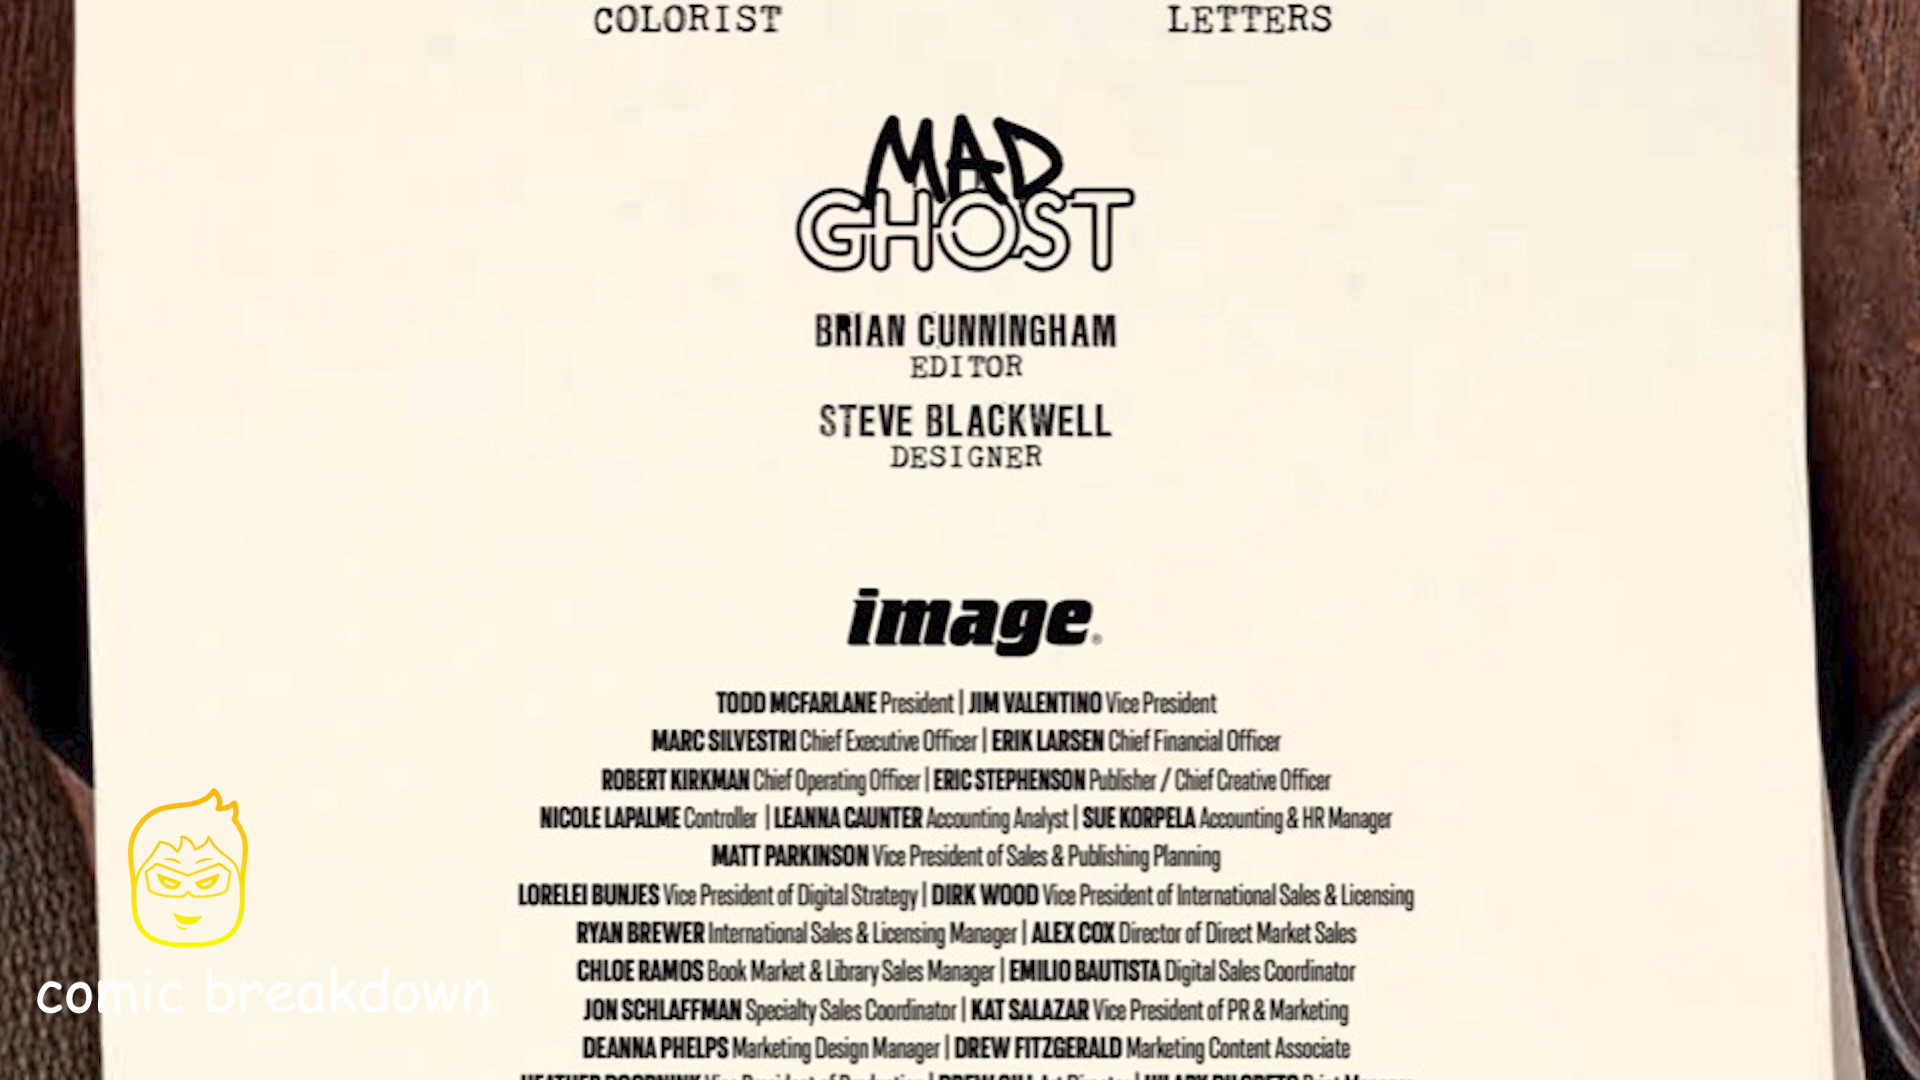 COLORIST LETTERS
MAD
GHOST
BRIAN CUNNINGHAM
EDITOR
STEVE BLACKWELL
DESIGNER
image®
TODD MCFARLANE President | JIM VALENTINO Vice President
MARC SILVESTRI Chief Executive Officer | ERIK LARSEN Chief Financial Officer
ROBERT KIRKMAN Chief Operating Officer | ERIC STEPHENSON Publisher / Chief Creative Officer
NICOLE LAPALME Controller | LEANNA CAUNTER Accounting Analyst | SUE KORPELA Accounting & HR Manager
MATT PARKINSON Vice President of Sales & Publishing Planning
LORELEI BUNJES Vice President of Digital Strategy | DIRK WOOD Vice President of International Sales & Licensing
RYAN BREWER International Sales & Licensing Manager | ALEX COX Director of Direct Market Sales
CHLOE RAMOS Book Market & Library Sales Manager | EMILIO BAUTISTA Digital Sales Coordinator
JON SCHLAFFMAN Specialty Sales Coordinator | KAT SALAZAR Vice President of PR & Marketing
DEANNA PHELPS Marketing Design Manager | DREW FITZGERALD Marketing Content Associate
comic breakdown